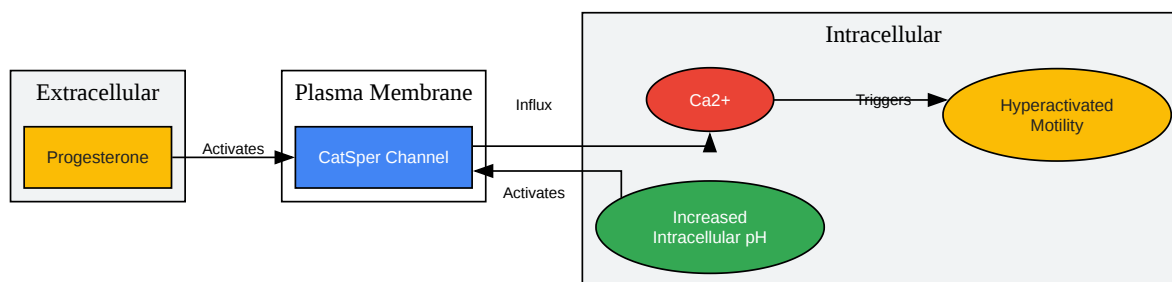 Extracellular
Progesterone
Activates
Plasma Membrane
CatSper Channel
Influx
Activates
Intracellular
Ca2+
Triggers
Hyperactivated
Motility
Increased
Intracellular pH